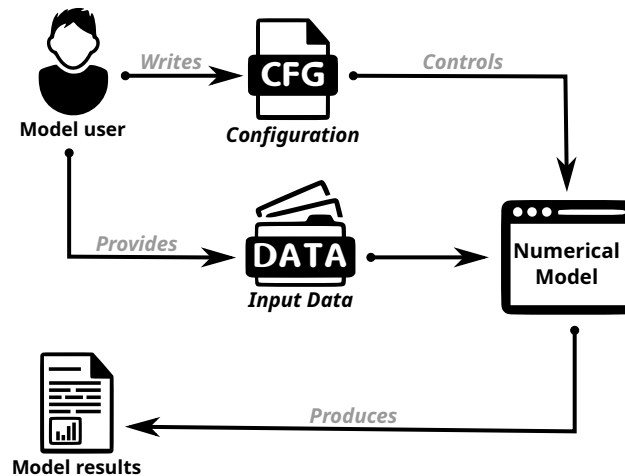 Writes
CFG
Controls
Model user
Configuration
Provides
DATA
Input Data
Numerical
Model
Produces
Model results